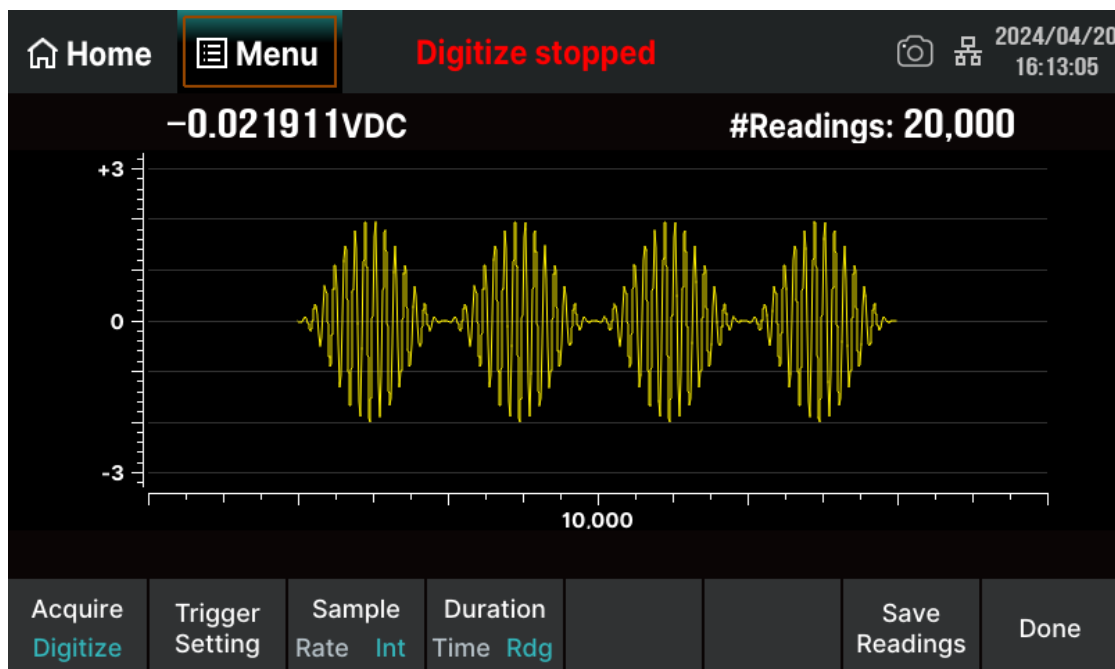 Home Menu Digitize stopped 2024/04/20
16:13:05
−0.021911VDC #Readings: 20,000
+3
0
-3
10,000
Acquire Trigger Sample Duration Save Done
Digitize Setting Rate Int Time Rdg Readings